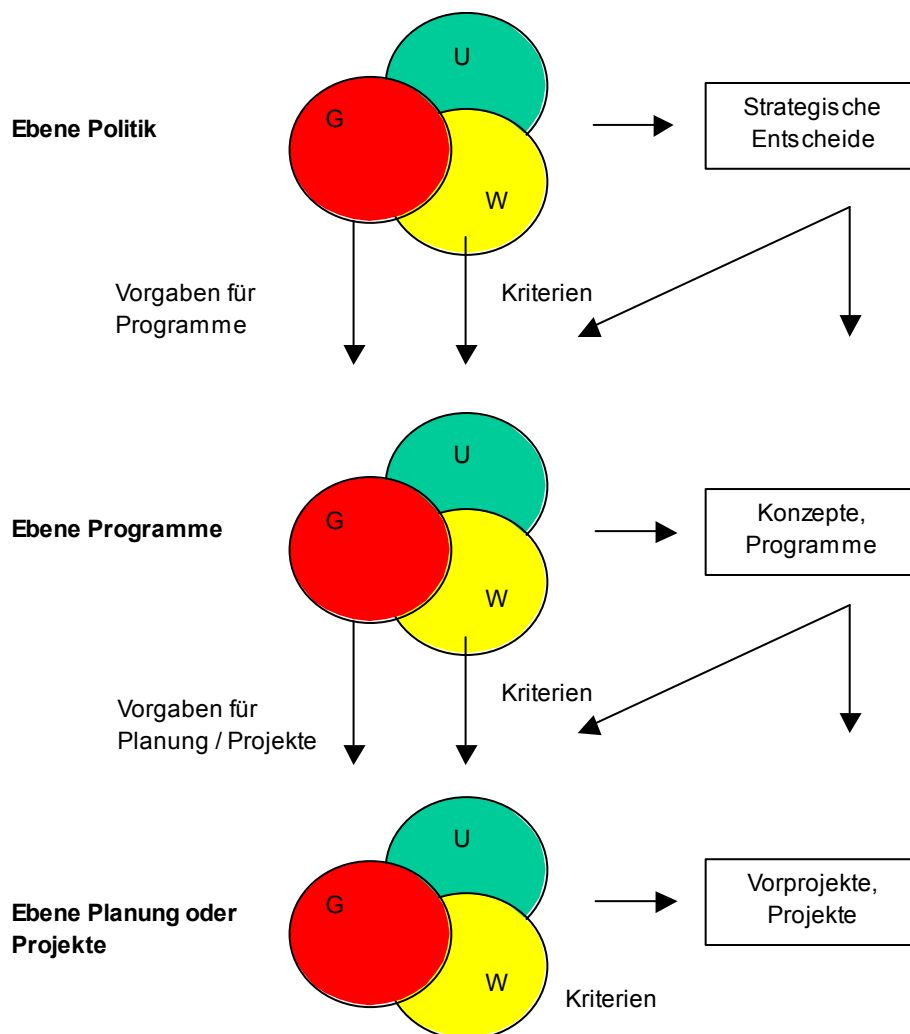 U
G
W
Ebene Politik
Strategische
Entscheide
Vorgaben für
Programme
Kriterien
U
G
W
Ebene Programme
Konzepte,
Programme
Vorgaben für
Planung / Projekte
Kriterien
U
G
W
Ebene Planung oder
Projekte
Vorprojekte,
Projekte
Kriterien